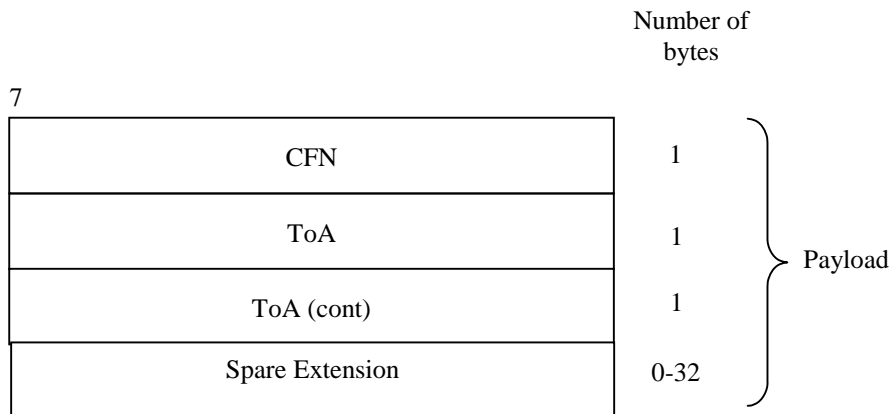 Number of
bytes
7
CFN
1
ToA
1
Payload
ToA (cont)
1
Spare Extension
0-32